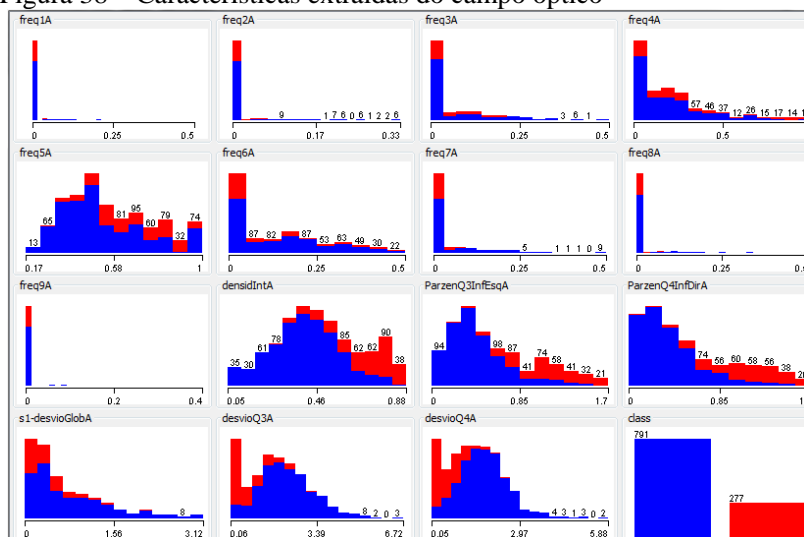 Figura 38 – Características extraídas do campo óptico
freq1A freq2A freq3A freq4A
9 1 7 6 0 6 1 2 2 6 3 6 1 57 46 37 12 26 15 17 14 1
0 0.25 0.5 0 0.17 0.33 0 0.25 0.5 0 0.5
freq5A freq6A freq7A freq8A
13 65 81 95 60 79 32 74 87 82 87 53 63 49 30 22 5 1 1 1 0 9
0.17 0.58 1 0 0.25 0.5 0 0.25 0.5 0 0.25
freq9A densidIntA ParzenQ3InfEsqA ParzenQ4InfDirA
35 30 61 78 85 62 62 90 38 94 98 87 41 74 58 41 32 21 74 56 60 58 56 38
0 0.2 0.4 0.05 0.46 0.88 0 0.85 1.7 0 0.85
s1-desvioGlobA desvioQ3A desvioQ4A class
8 8 2 0 3 4 3 1 3 0 2 791 277
0 1.56 3.12 0.06 3.39 6.72 0.05 2.97 5.88